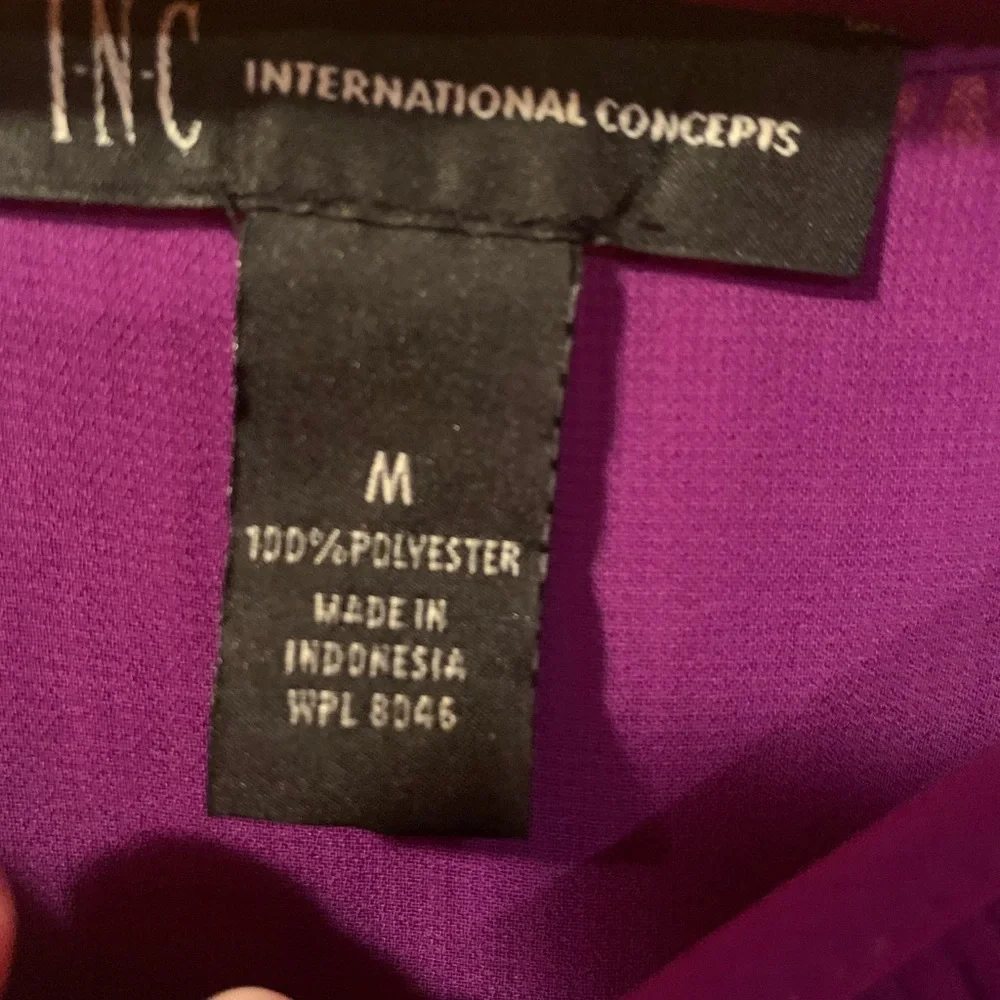 I·N·C INTERNATIONAL CONCEPTS
M
100% POLYESTER
MADE IN
INDONESIA
WPL 8046